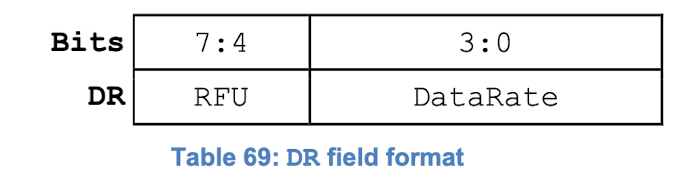 Bits 7:4 3:0
DR RFU DataRate
Table 69: DR field format